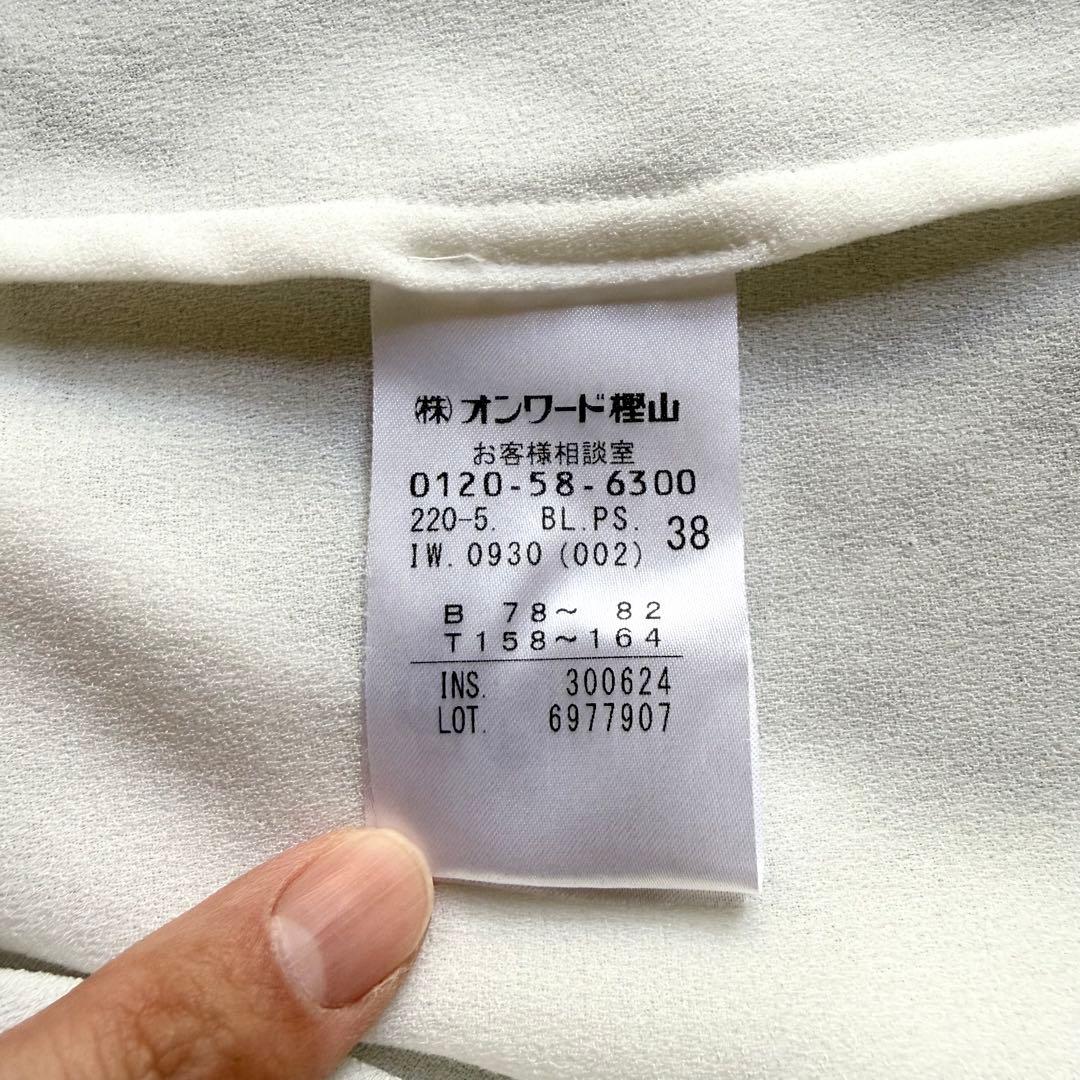 ㈱オンワード樫山
お客様相談室
0120-58-6300
220-5. BL.PS. 38
IW.0930 (002)
B 78〜 82
T158〜164
INS. 300624
LOT. 6977907